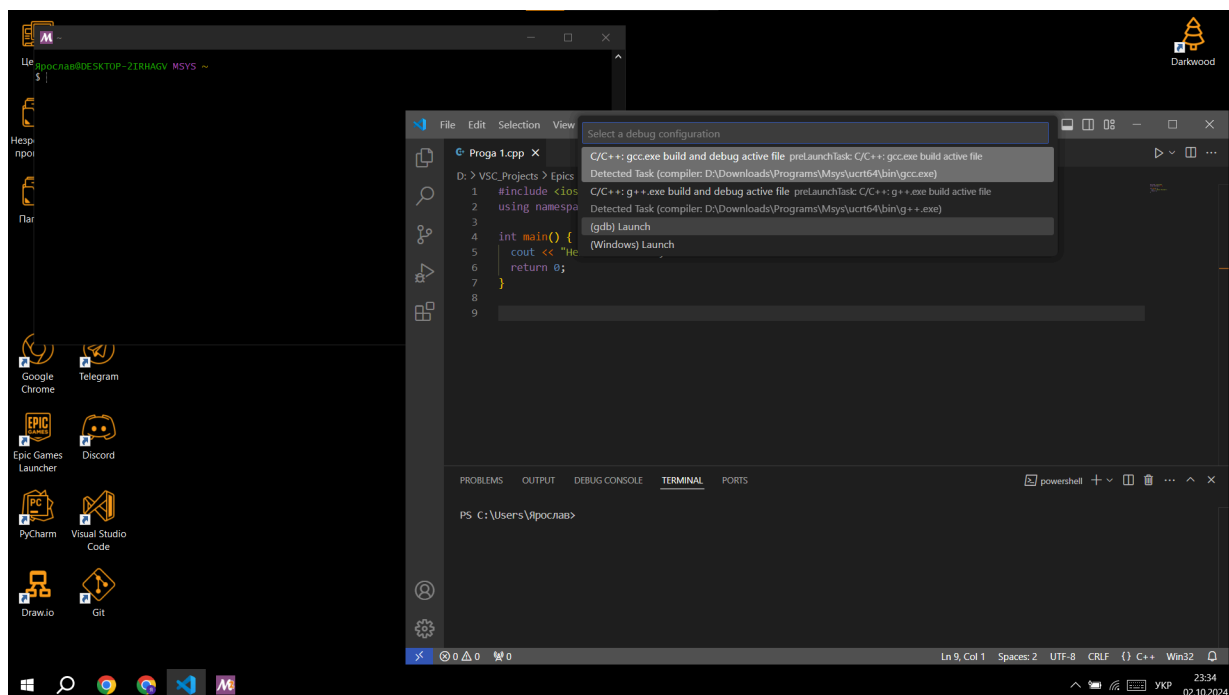 Ярослав@DESKTOP-2IRHAGV MSYS ~
$
Darkwood
File Edit Selection View
Select a debug configuration
C/C++: gcc.exe build and debug active file preLaunchTask: C/C++: gcc.exe build active file
Detected Task (compiler: D:\Downloads\Programs\Msys\ucrt64\bin\gcc.exe)
C/C++: g++.exe build and debug active file preLaunchTask: C/C++: g++.exe build active file
Detected Task (compiler: D:\Downloads\Programs\Msys\ucrt64\bin\g++.exe)
(gdb) Launch
(Windows) Launch
Proga 1.cpp
D: > VSC_Projects > Epics
1 #include <ios
2 using namespa
3
4 int main() {
5 cout << "He
6 return 0;
7 }
8
9
PROBLEMS OUTPUT DEBUG CONSOLE TERMINAL PORTS
powershell
PS C:\Users\Ярослав>
Google Chrome
Telegram
EPIC GAMES
Epic Games Launcher
Discord
PC
PyCharm
Visual Studio Code
Draw.io
Git
0 0 0
Ln 9, Col 1 Spaces: 2 UTF-8 CRLF {} C++ Win32
УКР
23:34
02.10.2024